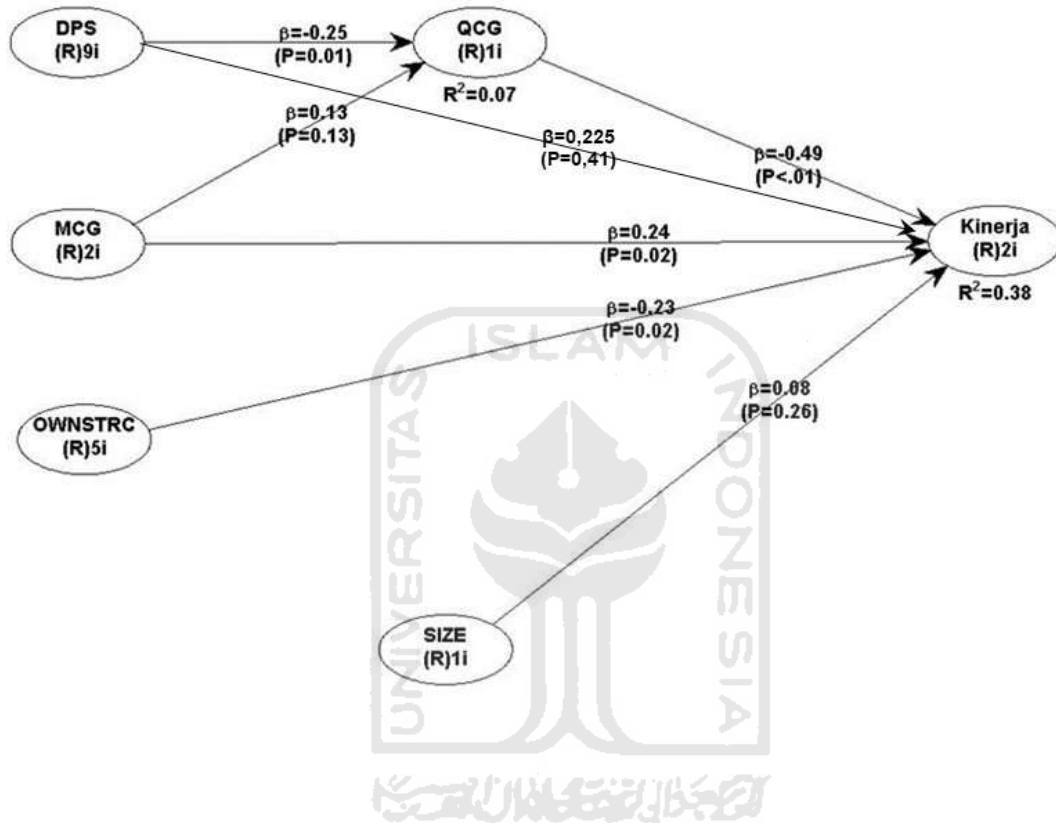 DPS
(R)9i
β=-0.25
(P=0.01)
QCG
(R)1i
R²=0.07
β=0.13
(P=0.13)
β=0,225
(P=0,41)
β=-0.49
(P<.01)
MCG
(R)2i
β=0.24
(P=0.02)
Kinerja
(R)2i
R²=0.38
β=-0.23
(P=0.02)
OWNSTRC
(R)5i
β=0.08
(P=0.26)
SIZE
(R)1i
UNIVERSITAS
ISLAM
INDONESIA